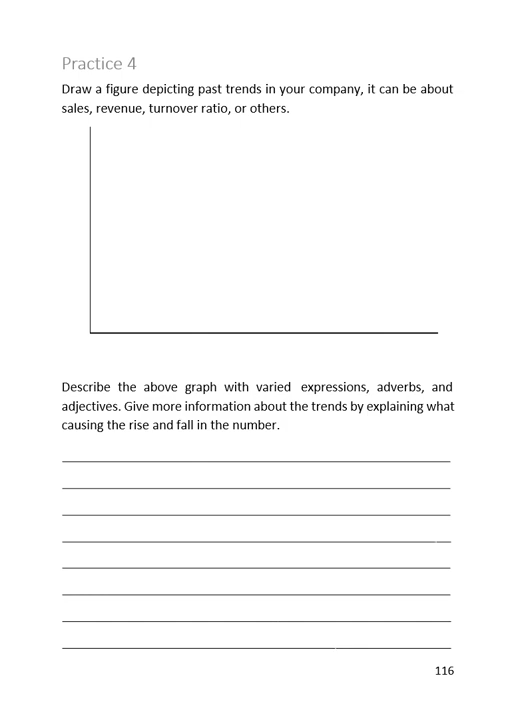 Practice 4
Draw a figure depicting past trends in your company, it can be about
sales, revenue, turnover ratio, or others.
Describe the above graph with varied expressions, adverbs, and
adjectives. Give more information about the trends by explaining what
causing the rise and fall in the number.
116